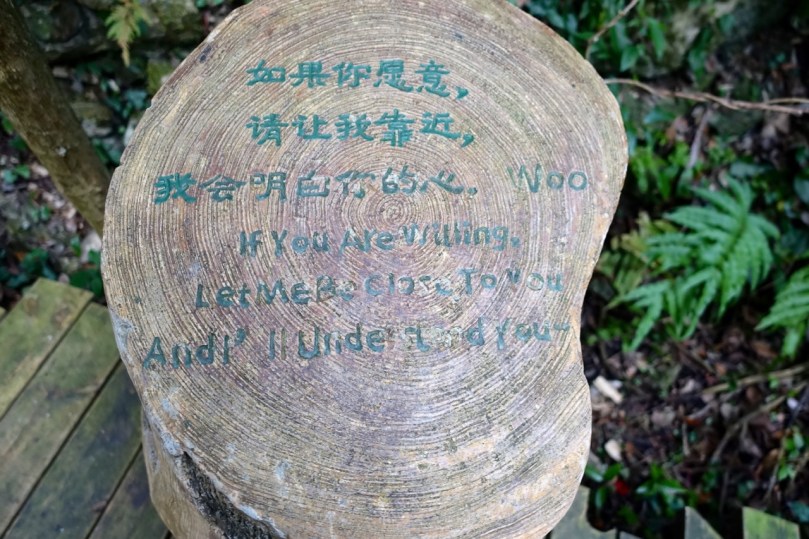 如果你愿意，
请让我靠近，
我会明白你的心。 Woo
If You Are Willing,
Let Me Be Close To You
And I'll Understand You~